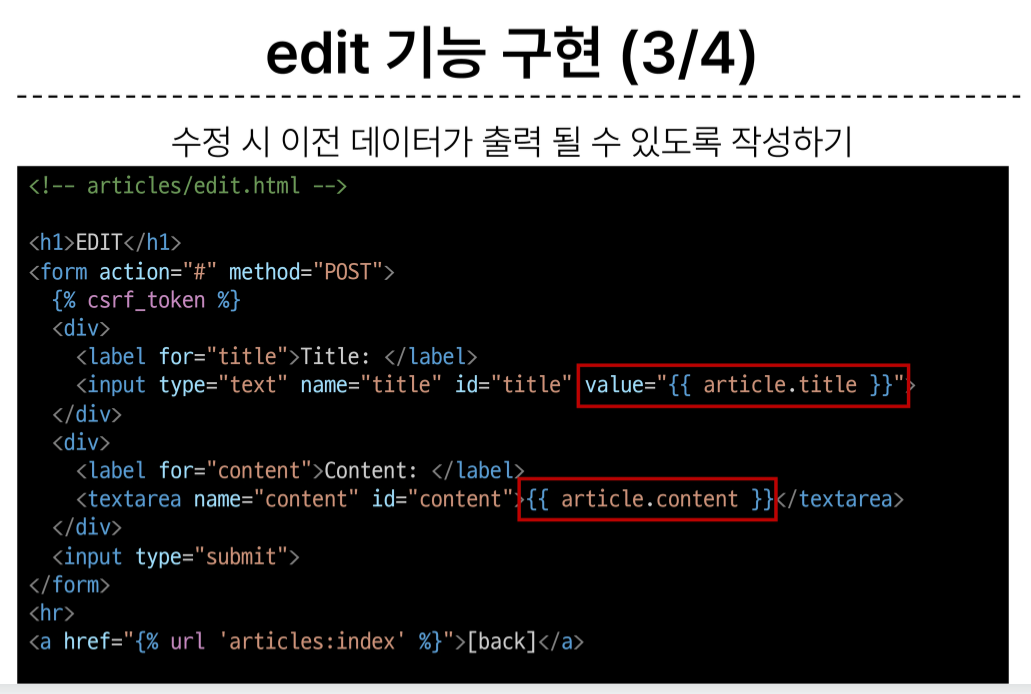 edit 기능 구현 (3/4)
수정 시 이전 데이터가 출력 될 수 있도록 작성하기
<!-- articles/edit.html -->
<h1>EDIT</h1>
<form action="#" method="POST">
{% csrf_token %}
<div>
<label for="title">Title: </label>
<input type="text" name="title" id="title" value="{{ article.title }}">
</div>
<div>
<label for="content">Content: </label>
<textarea name="content" id="content">{{ article.content }}</textarea>
</div>
<input type="submit">
</form>
<hr>
<a href="{% url 'articles:index' %}">[back]</a>